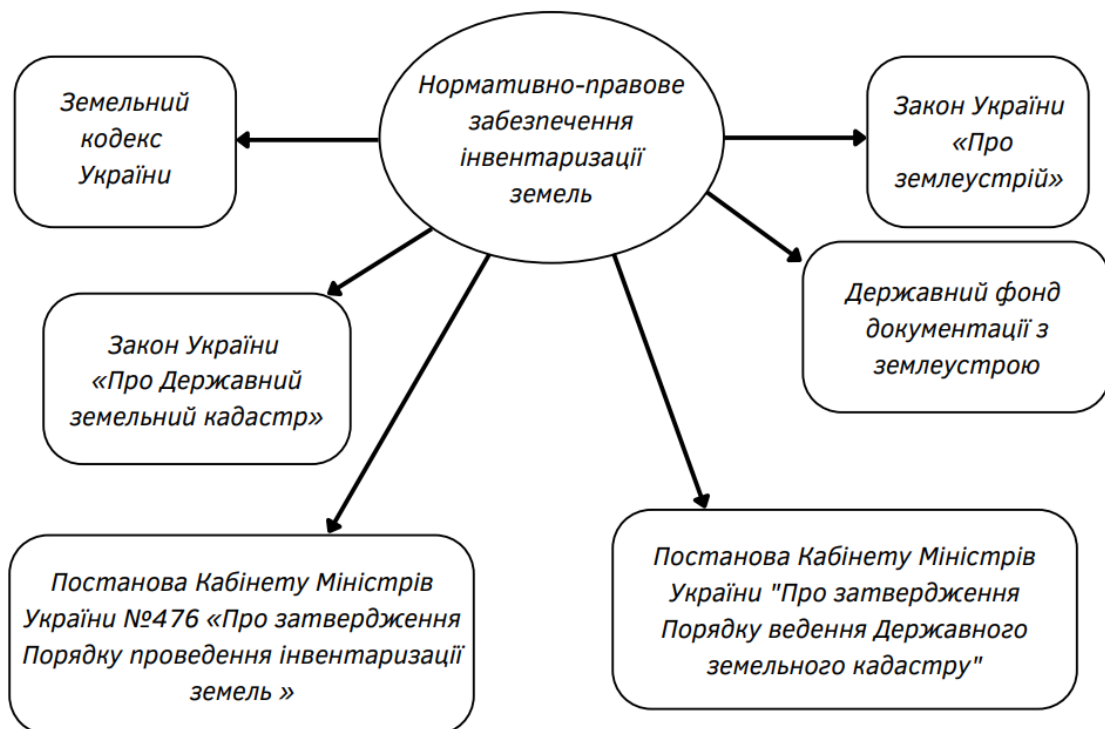 Нормативно-правове
забезпечення
інвентаризації
земель
Земельний
кодекс
України
Закон України
«Про
землеустрій»
Державний фонд
документації з
землеустрою
Закон України
«Про Державний
земельний кадастр»
Постанова Кабінету Міністрів
України №476 «Про затвердження
Порядку проведення інвентаризації
земель »
Постанова Кабінету Міністрів
України "Про затвердження
Порядку ведення Державного
земельного кадастру"